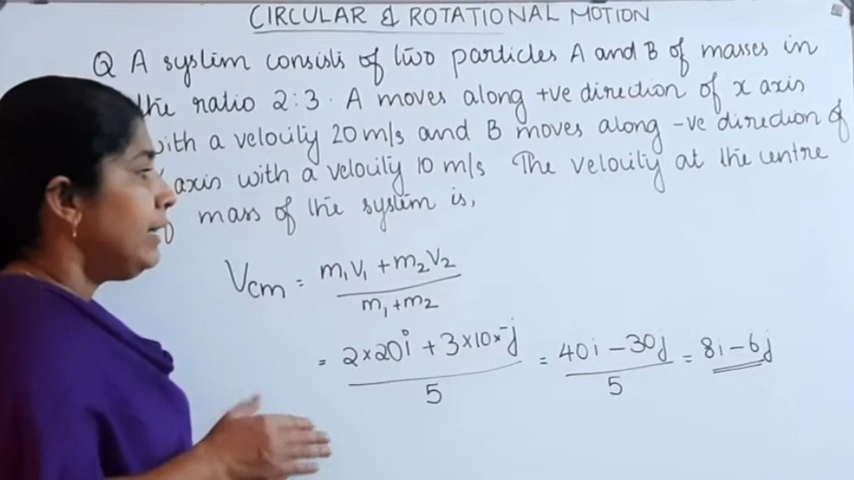 CIRCULAR & ROTATIONAL MOTION
Q A system consists of two particles A and B of masses in
the ratio 2:3. A moves along +ve direction of x axis
with a velocity 20 m/s and B moves along -ve direction of
axis with a velocity 10 m/s The velocity at the centre
mass of the system is,
Vcm = m₁V₁ + m₂V₂ / m₁+m₂
= 2×20i + 3×10×-j / 5 = 40i - 30j / 5 = 8i - 6j